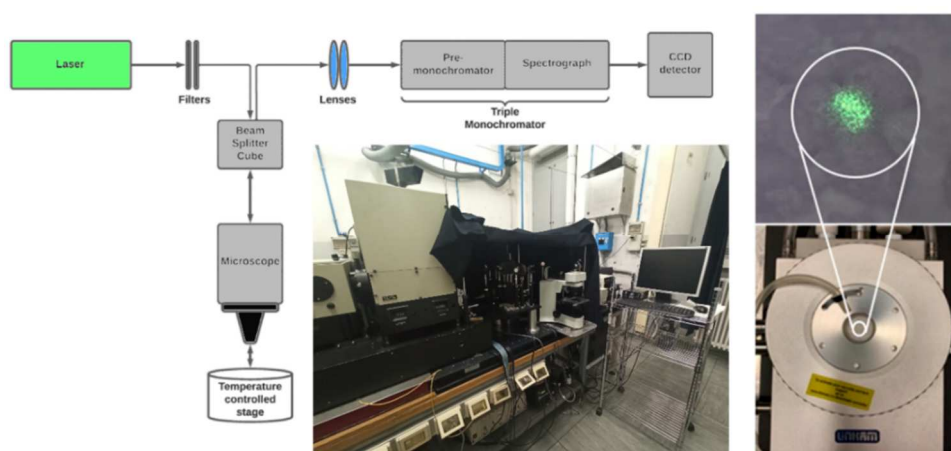 Laser
Filters
Lenses
Pre-
monochromator
Spectrograph
CCD
detector
Triple
Monochromator
Beam
Splitter
Cube
Microscope
Temperature
controlled
stage
LINKAM